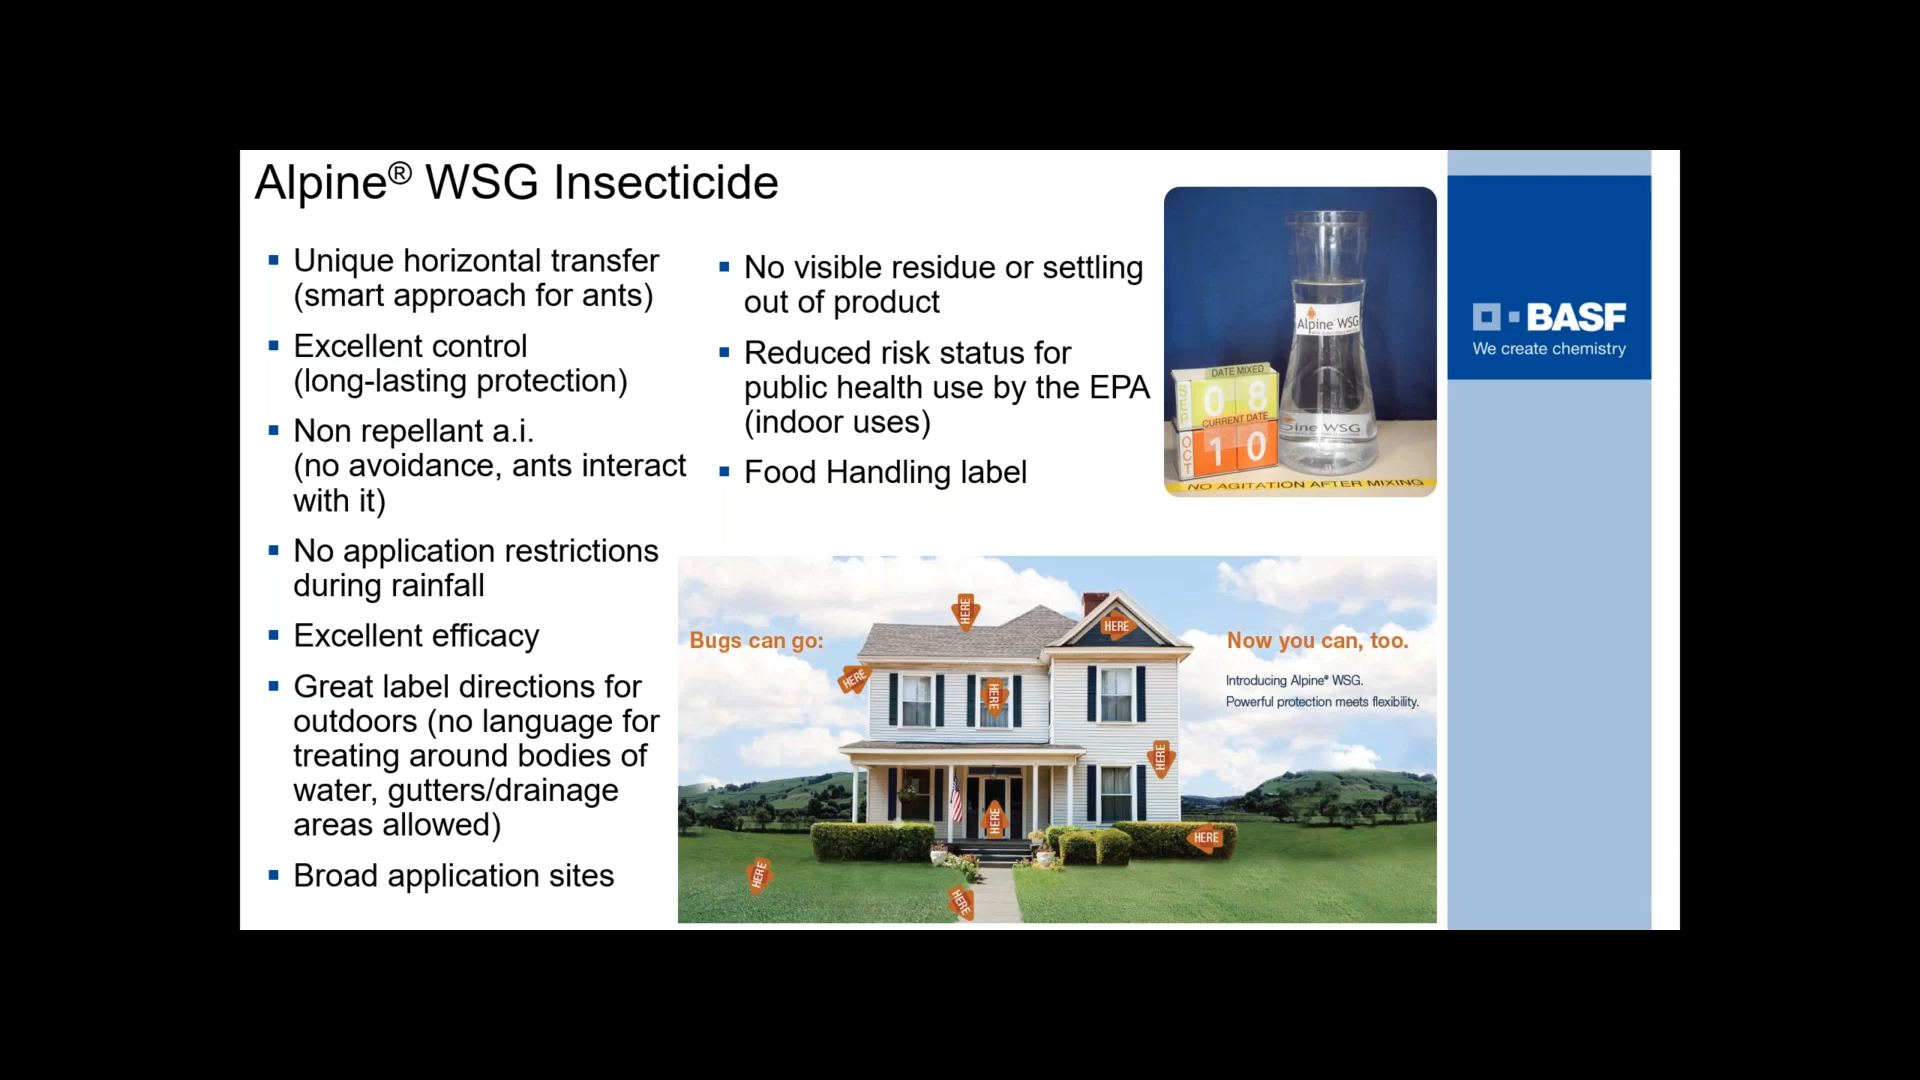 Alpine® WSG Insecticide
▪ Unique horizontal transfer
(smart approach for ants)
▪ Excellent control
(long-lasting protection)
▪ Non repellant a.i.
(no avoidance, ants interact
with it)
▪ No application restrictions
during rainfall
▪ Excellent efficacy
▪ Great label directions for
outdoors (no language for
treating around bodies of
water, gutters/drainage
areas allowed)
▪ Broad application sites
▪ No visible residue or settling
out of product
▪ Reduced risk status for
public health use by the EPA
(indoor uses)
▪ Food Handling label
Alpine WSG
DATE MIXED
SEP 08
CURRENT DATE
OCT 10
pine WSG
NO AGITATION AFTER MIXING
BASF
We create chemistry
Bugs can go:
HERE
HERE
HERE
HERE
HERE
HERE
HERE
HERE
HERE
Now you can, too.
Introducing Alpine® WSG.
Powerful protection meets flexibility.